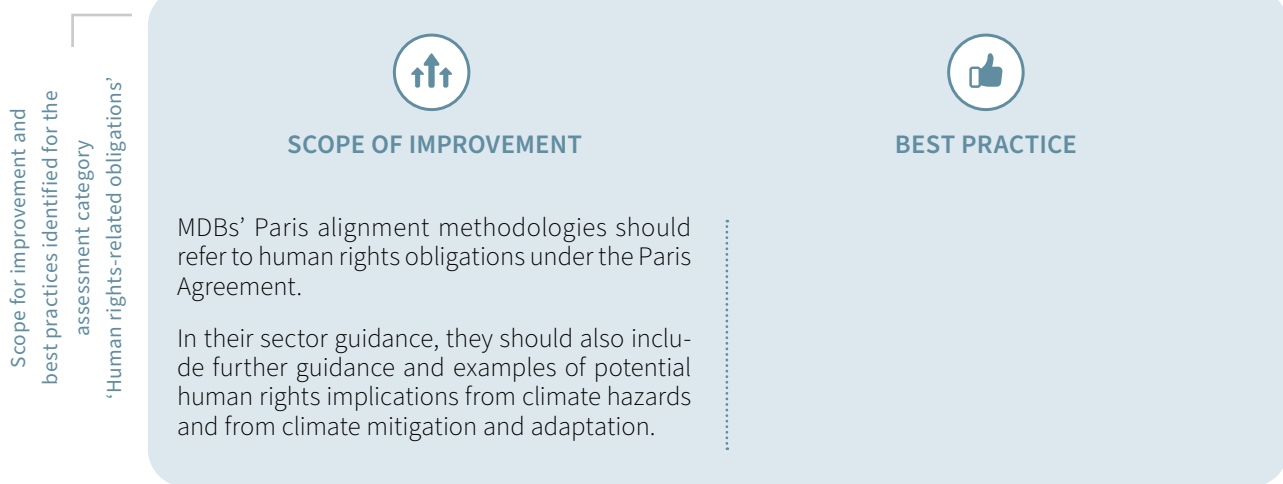 Scope for improvement and
best practices identified for the
assessment category
‘Human rights-related obligations’
SCOPE OF IMPROVEMENT
MDBs’ Paris alignment methodologies should
refer to human rights obligations under the Paris
Agreement.
In their sector guidance, they should also inclu-
de further guidance and examples of potential
human rights implications from climate hazards
and from climate mitigation and adaptation.
BEST PRACTICE